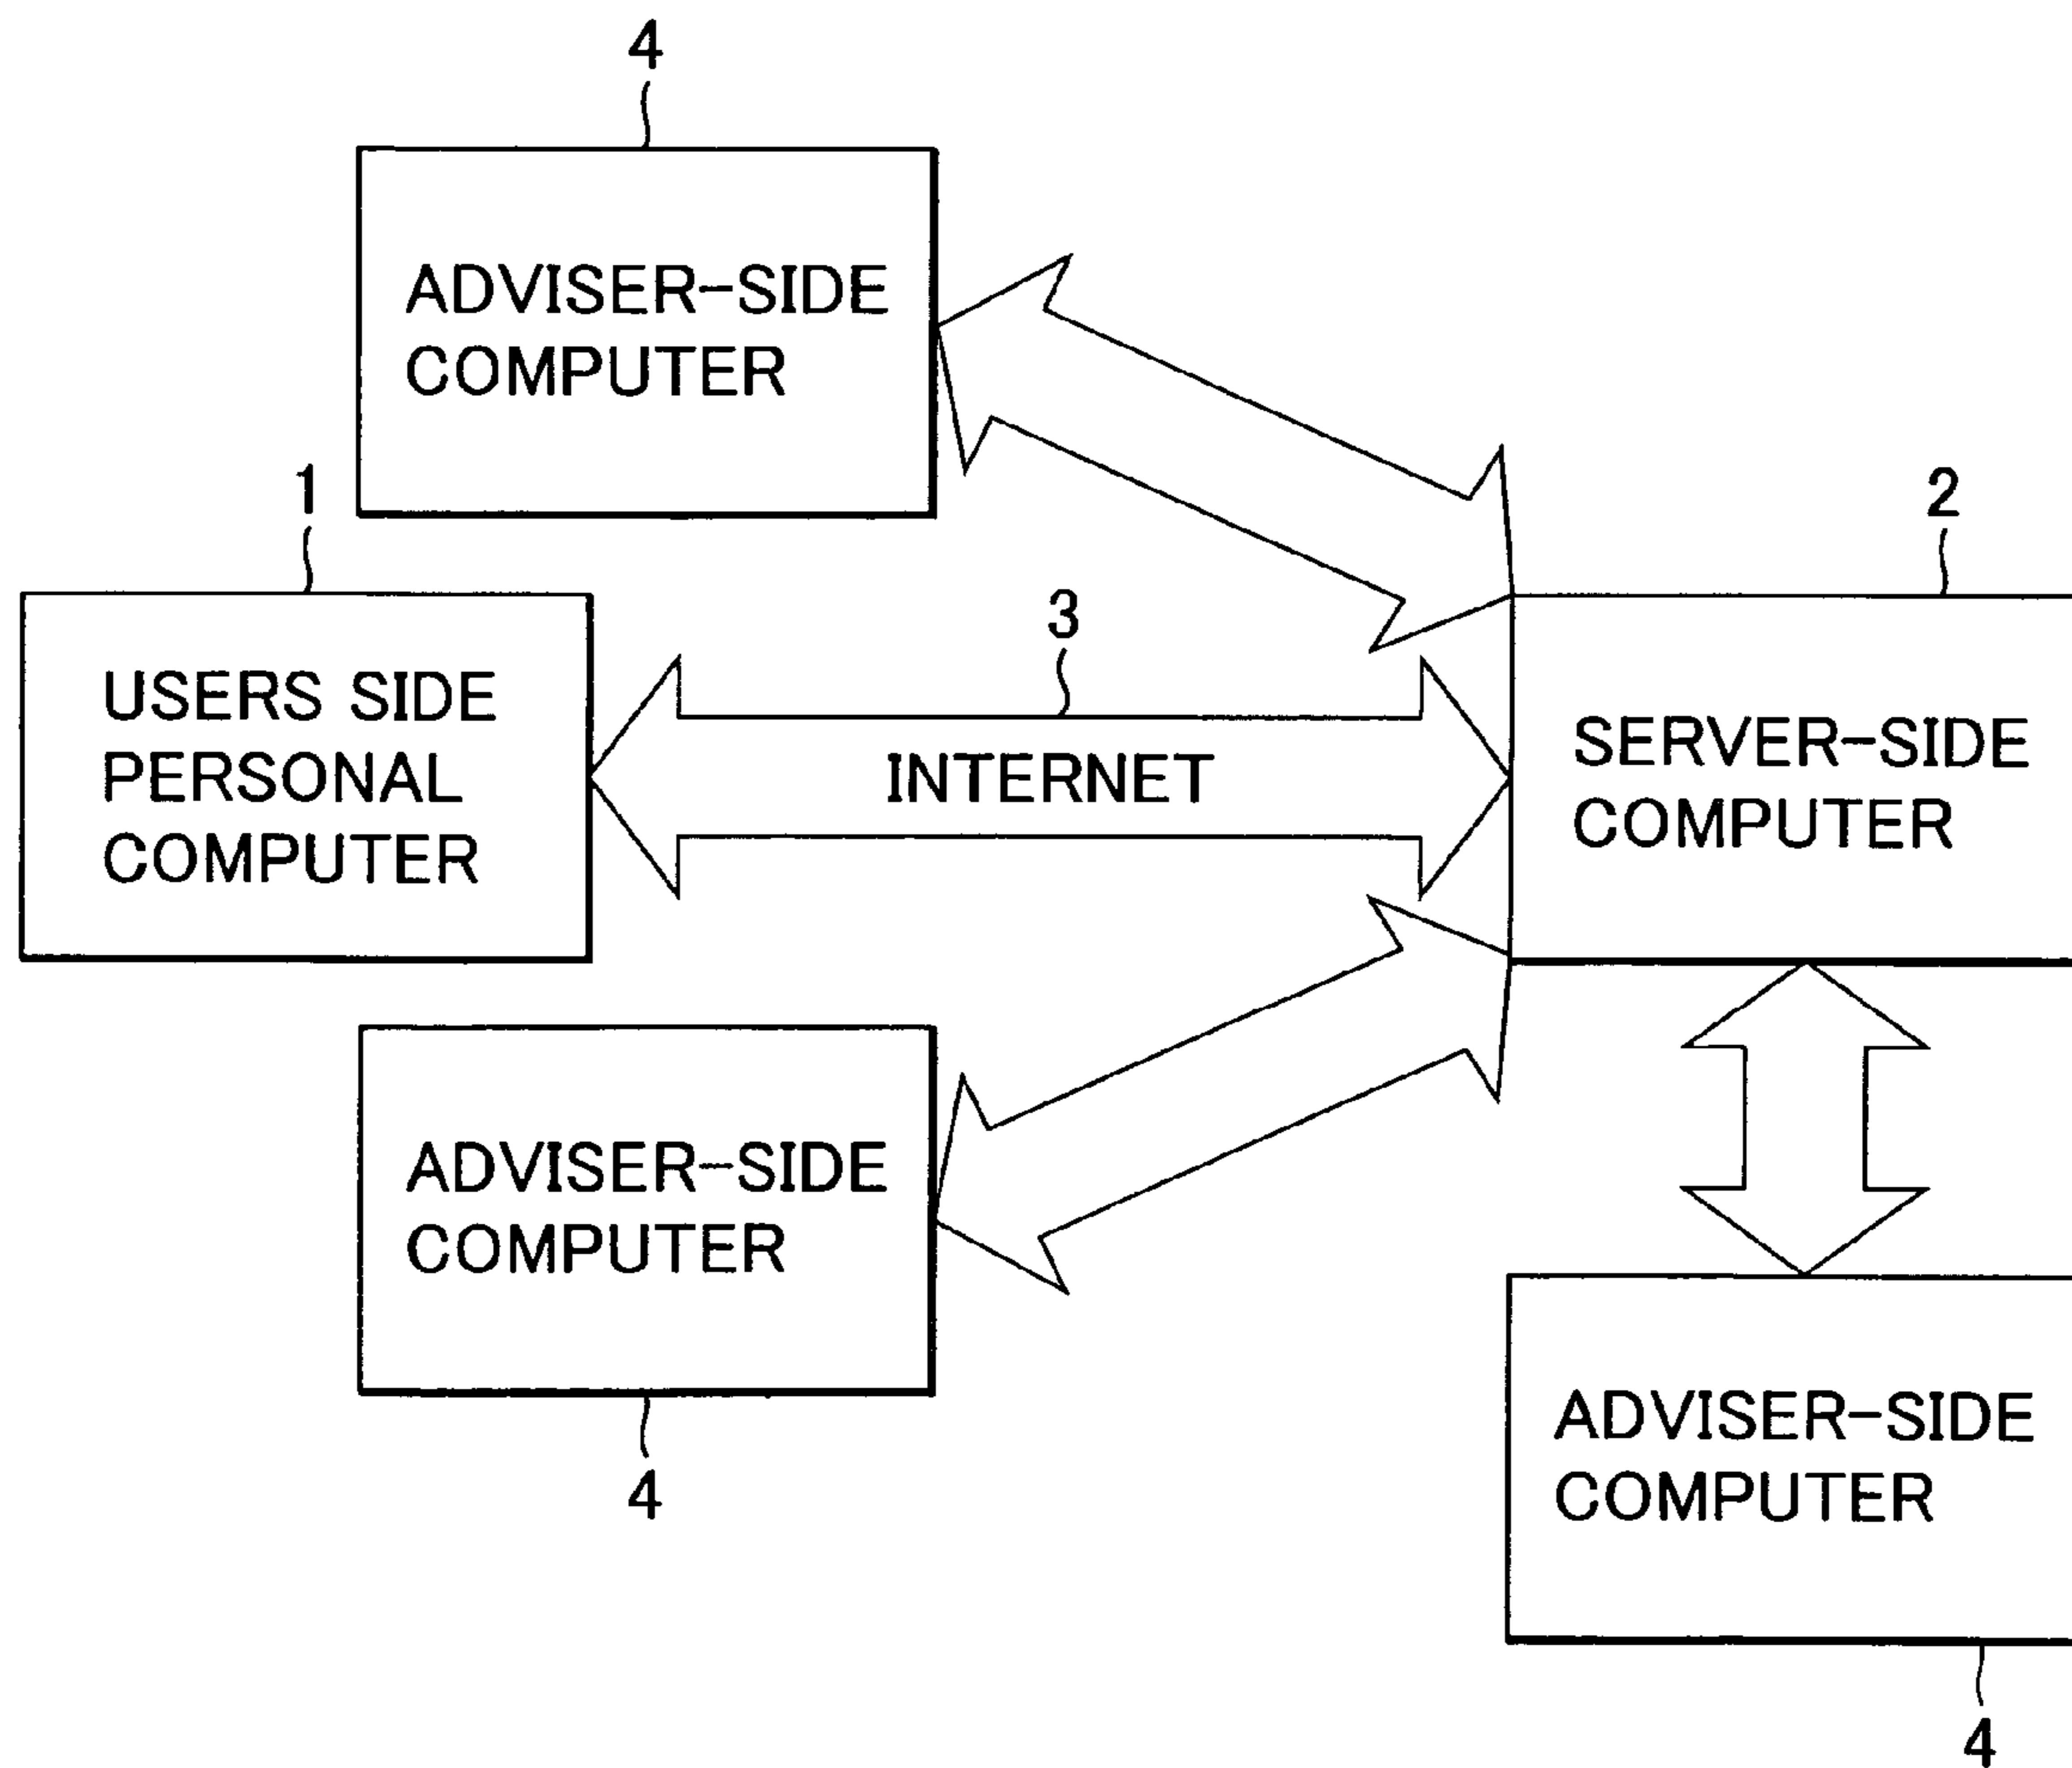 4
ADVISER-SIDE
COMPUTER
1
USERS SIDE
PERSONAL
COMPUTER
3
INTERNET
2
SERVER-SIDE
COMPUTER
ADVISER-SIDE
COMPUTER
4
ADVISER-SIDE
COMPUTER
4